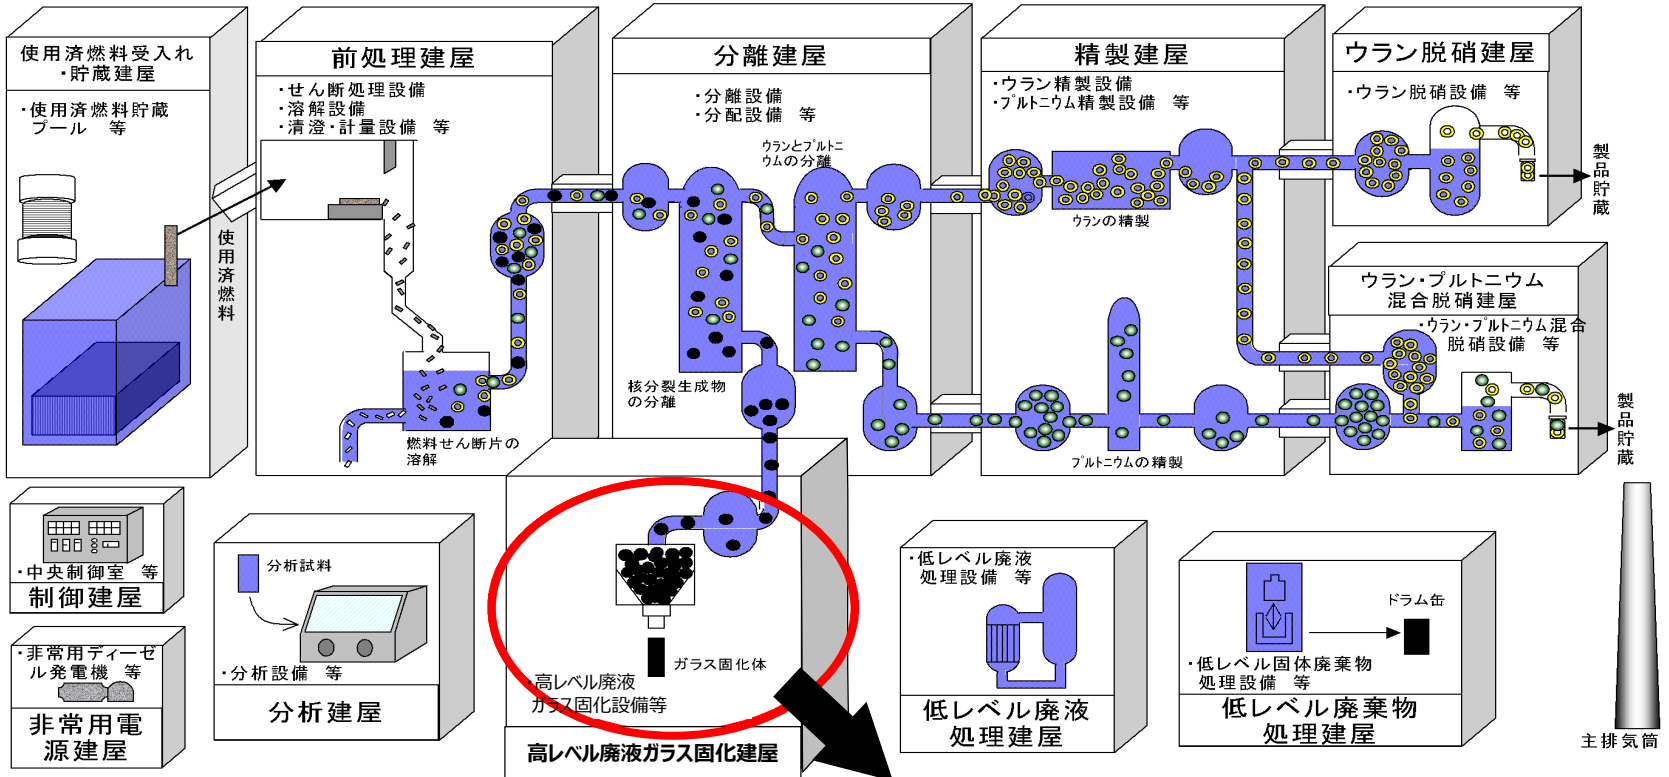 使用済燃料受入れ
・貯蔵建屋
・使用済燃料貯蔵
プール 等
使用済燃料
前処理建屋
・せん断処理設備
・溶解設備
・清澄・計量設備 等
燃料せん断片の
溶解
分離建屋
・分離設備
・分配設備 等
ウランとプルトニ
ウムの分離
核分裂生成物
の分離
精製建屋
・ウラン精製設備
・プルトニウム精製設備 等
ウランの精製
プルトニウムの精製
ウラン脱硝建屋
・ウラン脱硝設備 等
製品貯蔵
ウラン・プルトニウム
混合脱硝建屋
・ウラン・プルトニウム混合
脱硝設備 等
製品貯蔵
・中央制御室 等
制御建屋
・非常用ディーゼ
ル発電機 等
非常用電
源建屋
分析試料
・分析設備 等
分析建屋
ガラス固化体
・高レベル廃液
ガラス固化設備等
高レベル廃液ガラス固化建屋
・低レベル廃液
処理設備 等
低レベル廃液
処理建屋
ドラム缶
・低レベル固体廃棄物
処理設備 等
低レベル廃棄物
処理建屋
主排気筒